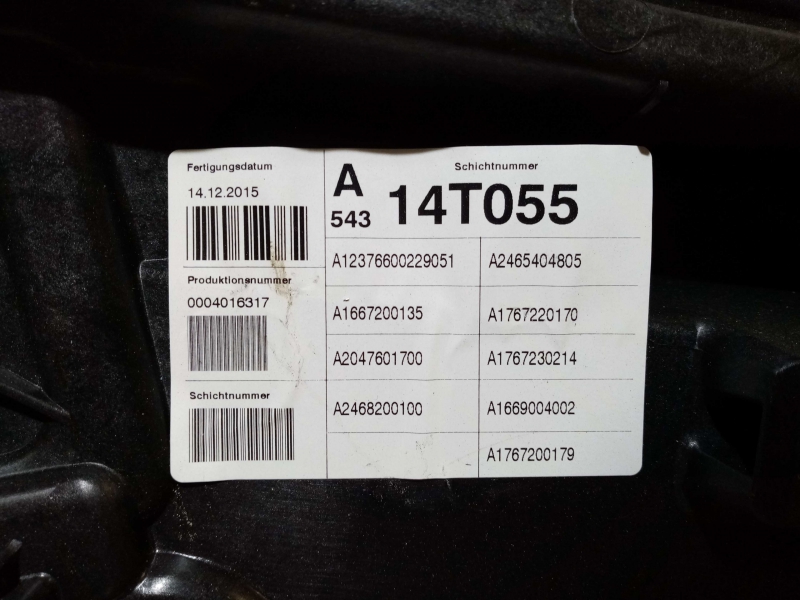 Fertigungsdatum
14.12.2015
Produktionsnummer
0004016317
Schichtnummer
A
543
Schichtnummer
14T055
A12376600229051 A2465404805
A1667200135 A1767220170
A2047601700 A1767230214
A2468200100 A1669004002
A1767200179